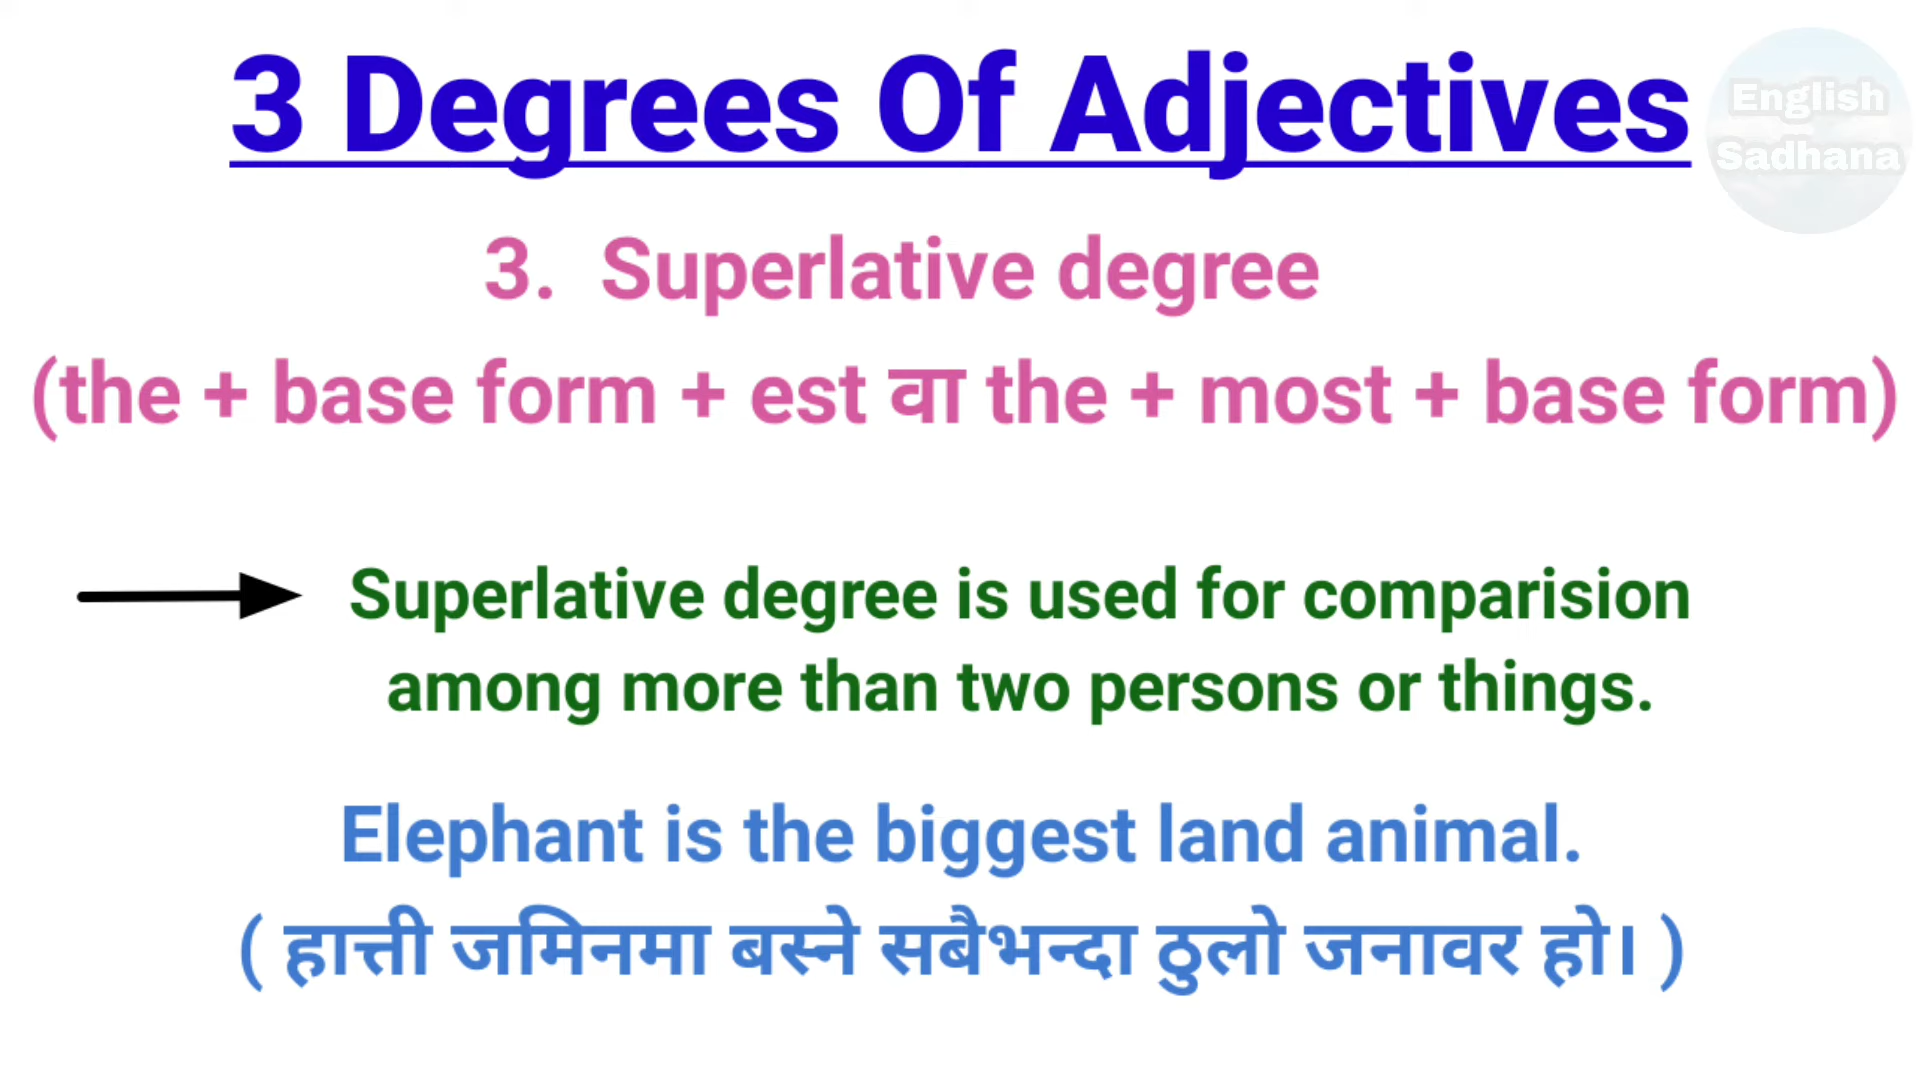 3 Degrees Of Adjectives
English
Sadhana
3. Superlative degree
(the + base form + est वा the + most + base form)
Superlative degree is used for comparision
among more than two persons or things.
Elephant is the biggest land animal.
( हात्ती जमिनमा बस्ने सबैभन्दा ठुलो जनावर हो। )